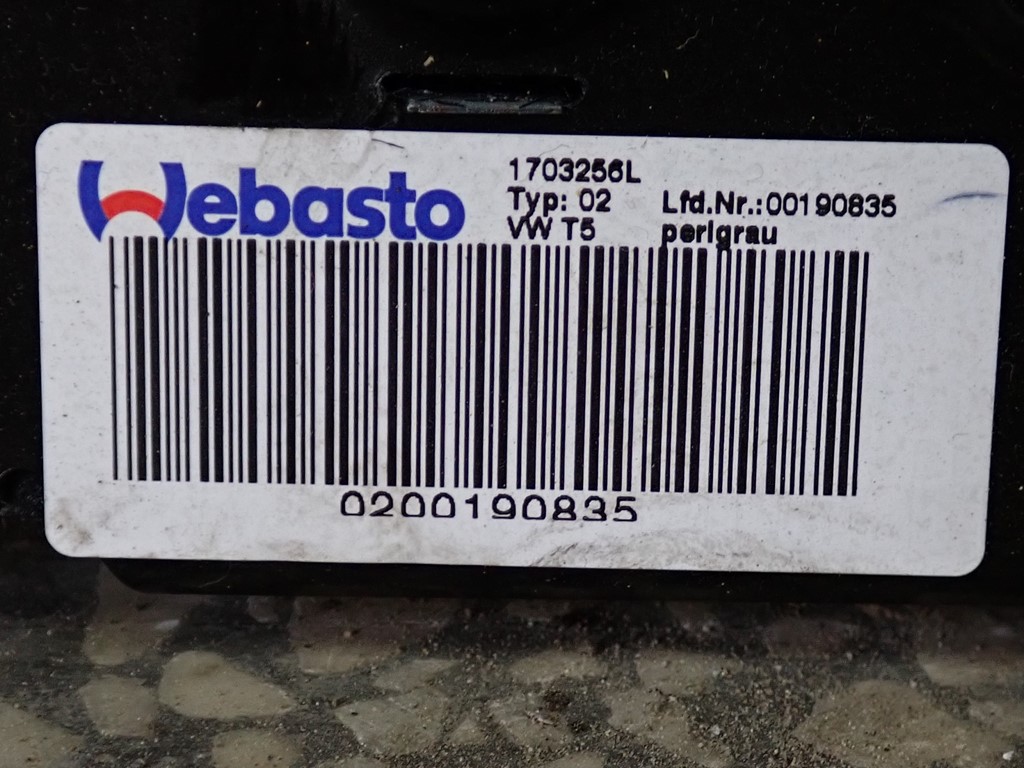 Webasto
1703256L
Typ: 02 Lfd.Nr.:00190835
VW T5 perlgrau
0200190835